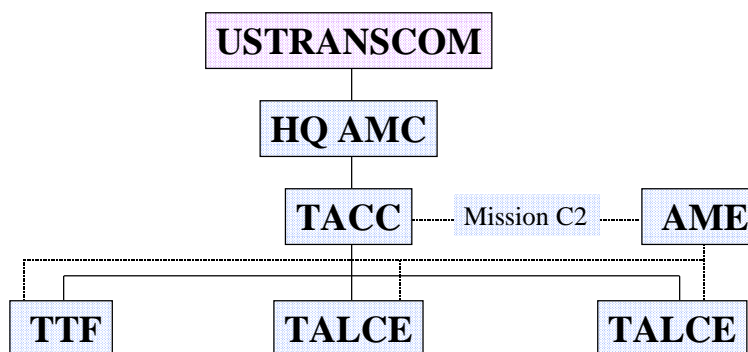 USTRANSCOM
HQ AMC
TACC Mission C2 AME
TTF TALCE TALCE